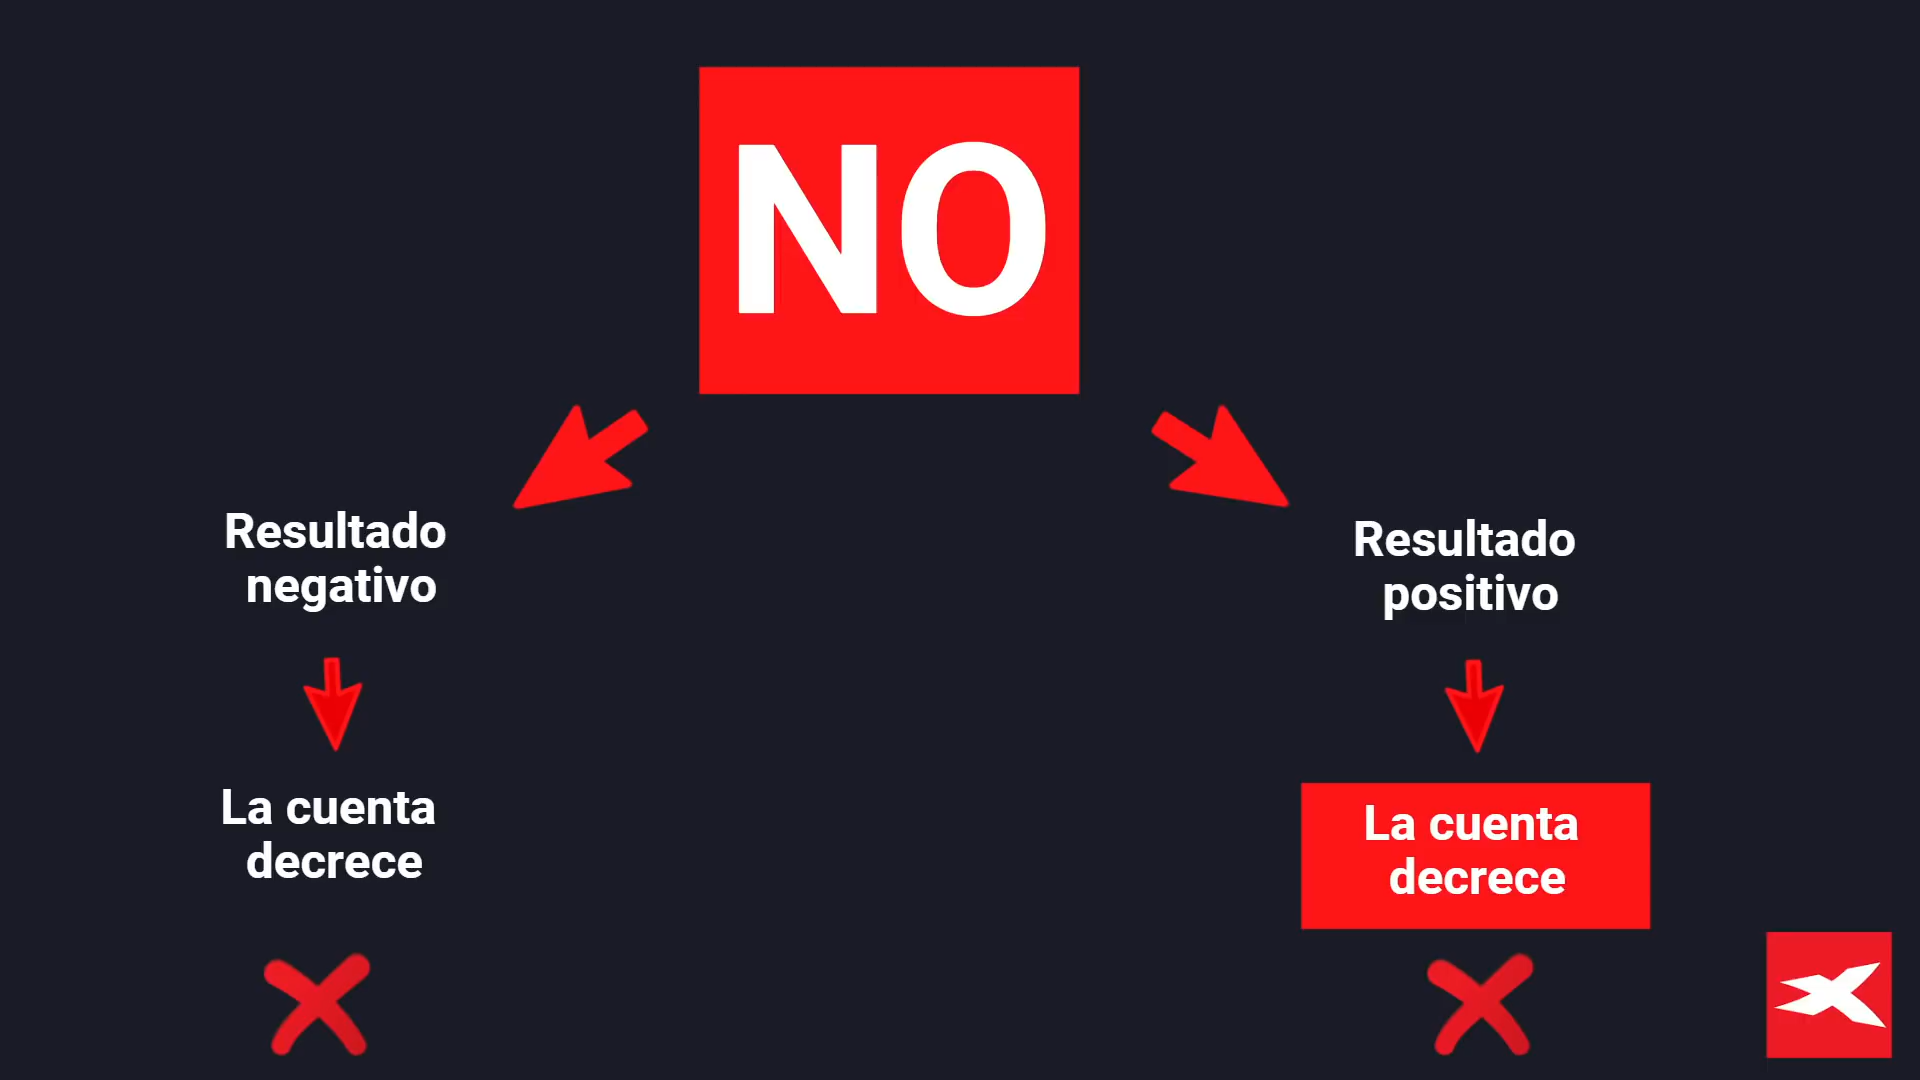 NO
Resultado
negativo
La cuenta
decrece
Resultado
positivo
La cuenta
decrece